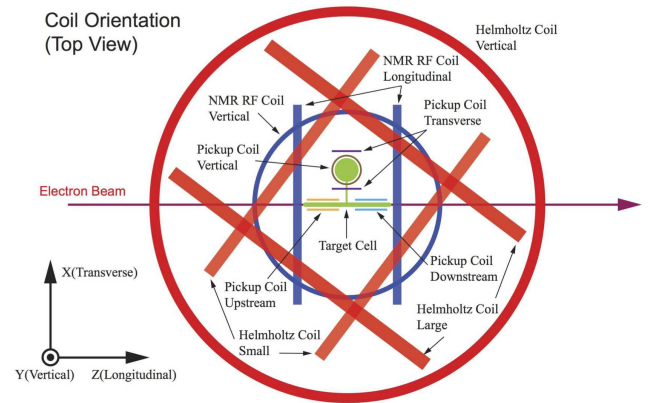 Coil Orientation
(Top View)
Helmholtz Coil
Vertical
NMR RF Coil
Longitudinal
NMR RF Coil
Vertical
Pickup Coil
Transverse
Pickup Coil
Vertical
Electron Beam
Target Cell
Pickup Coil
Upstream
Pickup Coil
Downstream
X(Transverse)
Helmholtz Coil
Large
Helmholtz Coil
Small
Y(Vertical)
Z(Longitudinal)